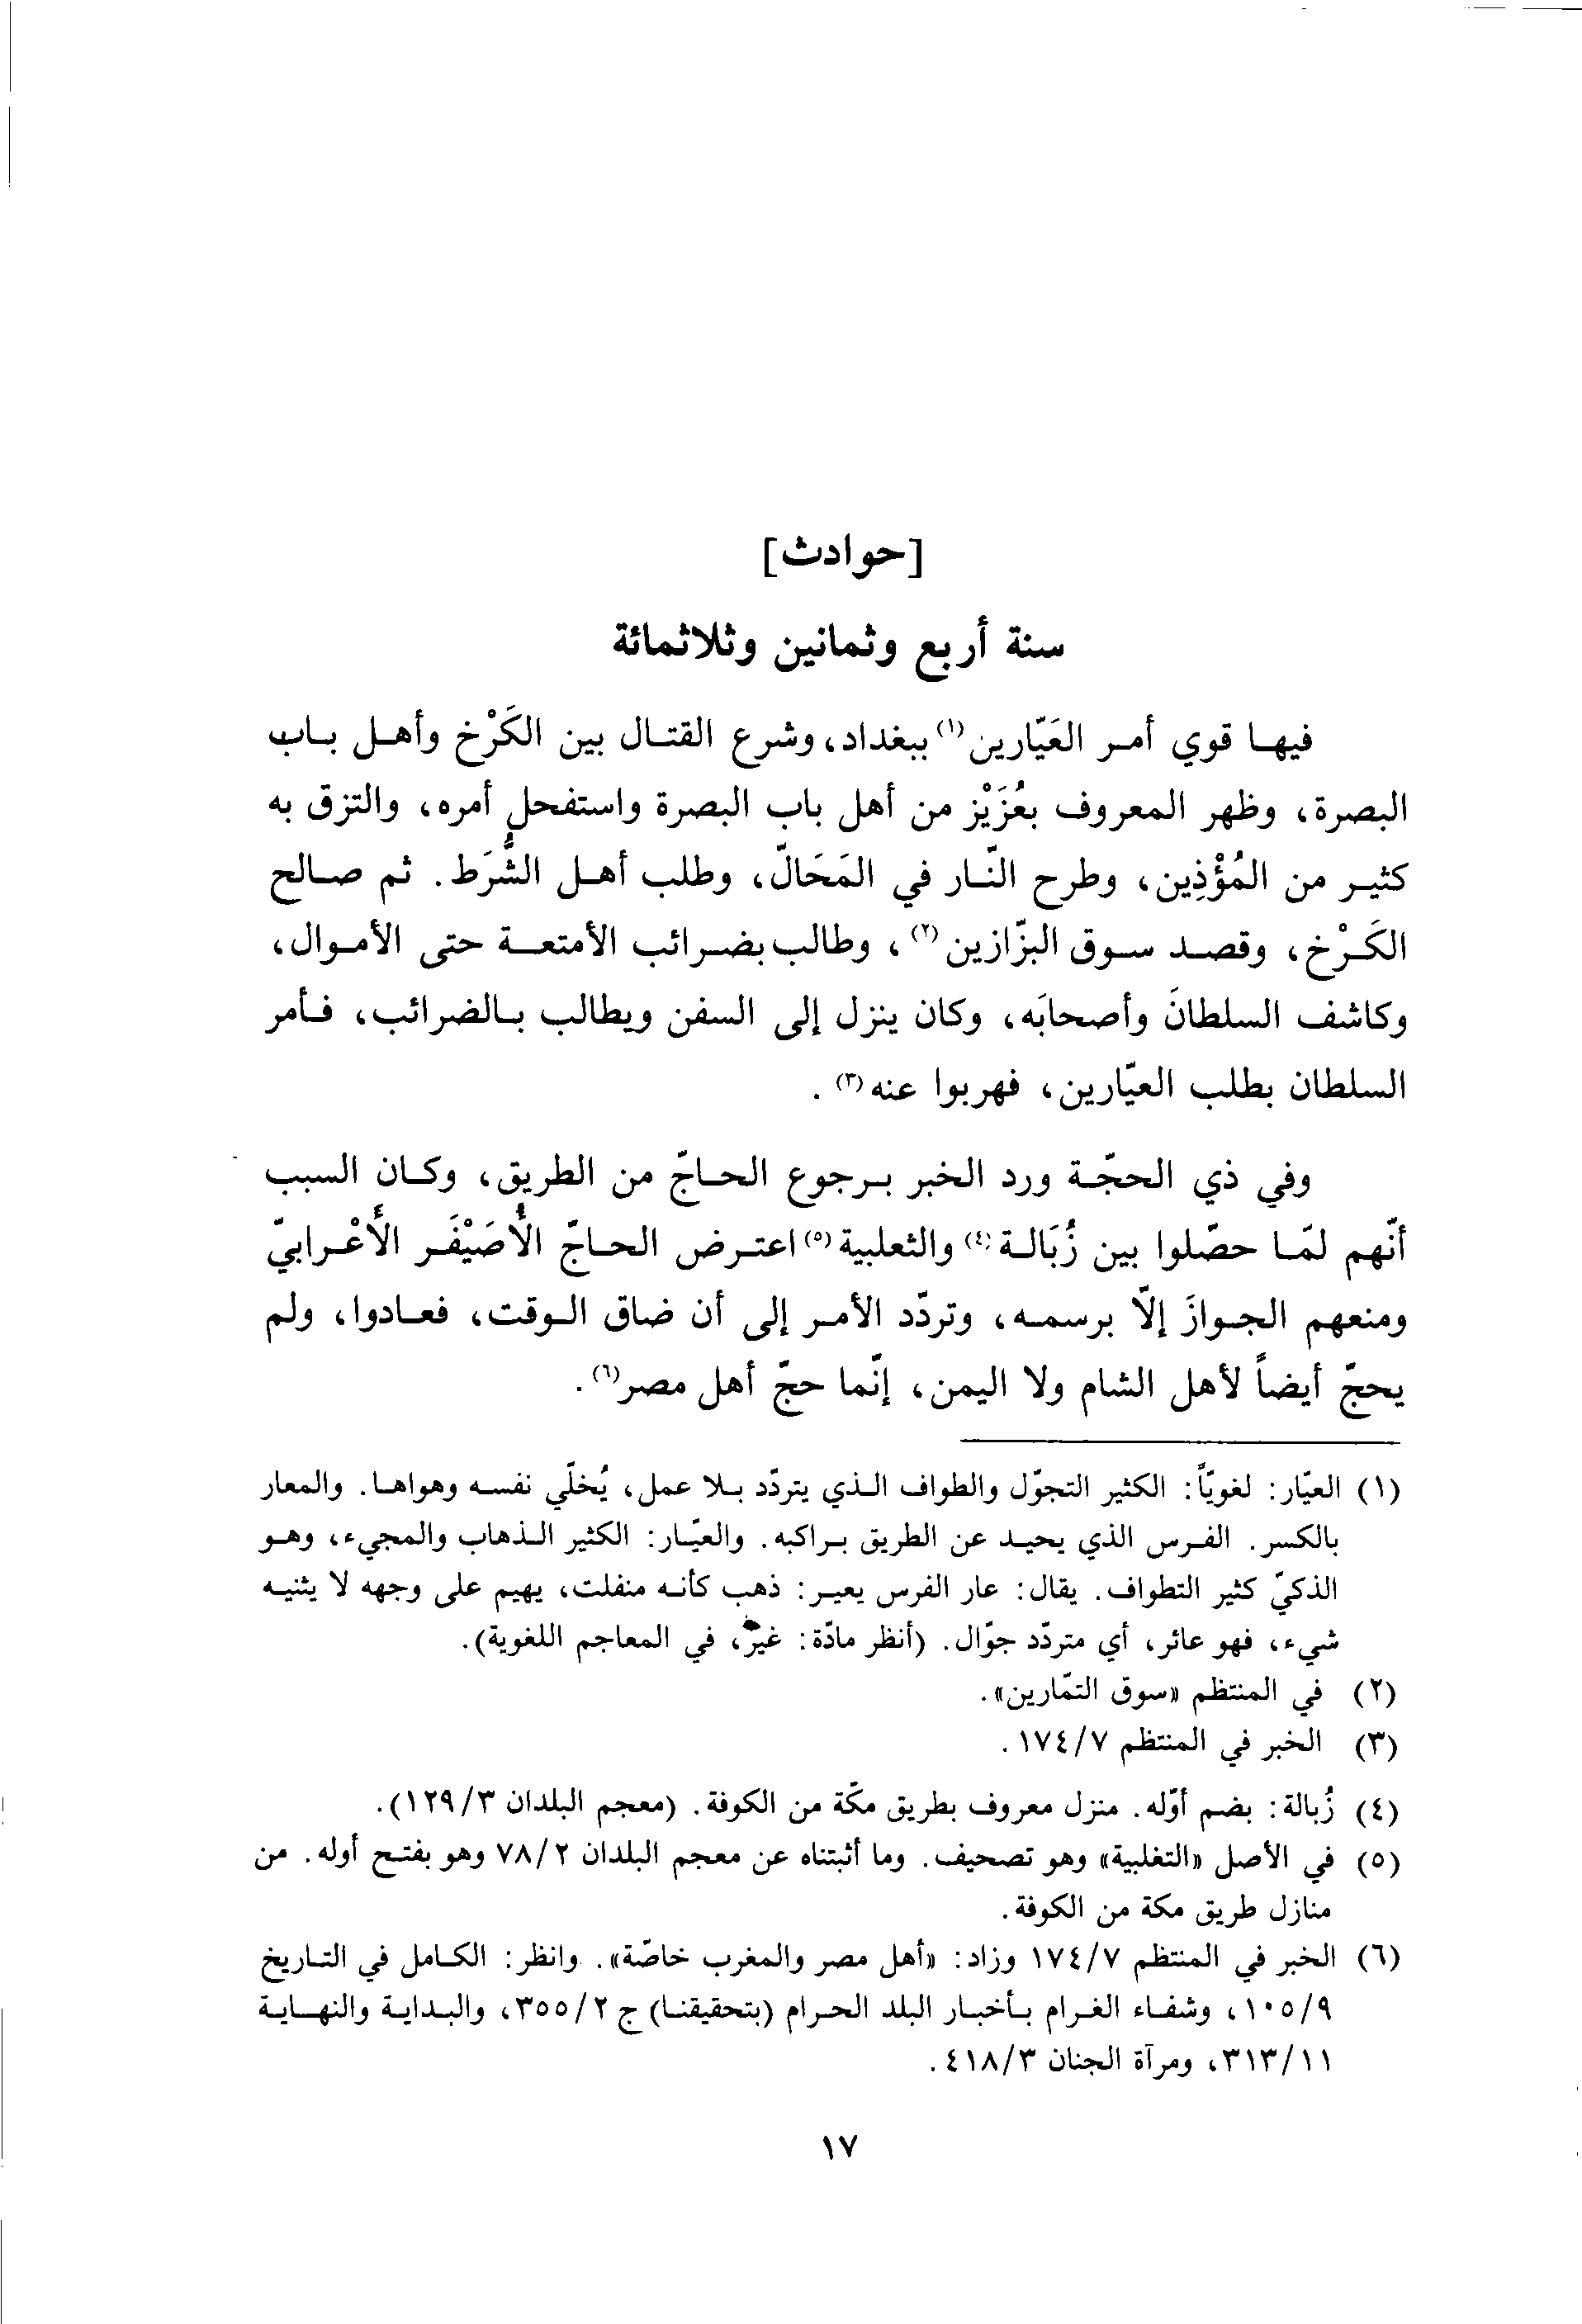 [حوادث]
سنة أربع وثمانين وثلاثمائة
فيها قوي أمر العَيّارين(١) ببغداد، وشرع القتال بين الكَرْخ وأهل باب
البصرة، وظهر المعروف بعُزَيْز من أهل باب البصرة واستفحل أمره، والتزق به
كثير من المُؤْذِين، وطرح النّار في المَحَالّ، وطلب أهل الشُّرَط. ثم صالح
الكَرْخ، وقصد سوق البزّازين(٢)، وطالب بضرائب الأمتعة حتى الأموال،
وكاشف السلطانَ وأصحابَه، وكان ينزل إلى السفن ويطالب بالضرائب، فأمر
السلطان بطلب العيّارين، فهربوا عنه(٣).
وفي ذي الحجّة ورد الخبر برجوع الحاجّ من الطريق، وكان السبب
أنّهم لمّا حصّلوا بين زُبَالة(٤) والثعلبية(٥) اعترض الحاجّ الأُصَيْفَر الأَعْرابيّ
ومنعهم الجوازَ إلّا برسمه، وتردّد الأمر إلى أن ضاق الوقت، فعادوا، ولم
يحجّ أيضاً لأهل الشام ولا اليمن، إنّما حجّ أهل مصر(٦).
(١) العيّار: لغويّاً: الكثير التجوّل والطواف الذي يتردّد بلا عمل، يُخلّي نفسه وهواها. والمعار
بالكسر. الفرس الذي يحيد عن الطريق براكبه. والعيّار: الكثير الذهاب والمجيء، وهو
الذكيّ كثير التطواف. يقال: عار الفرس يعير: ذهب كأنه منفلت، يهيم على وجهه لا يثنيه
شيء، فهو عائر، أي متردّد جوّال. (أنظر مادّة: غيرّ، في المعاجم اللغوية).
(٢) في المنتظم «سوق التمّارين».
(٣) الخبر في المنتظم ١٧٤/٧.
(٤) زُبالة: بضم أوّله. منزل معروف بطريق مكّة من الكوفة. (معجم البلدان ١٢٩/٣).
(٥) في الأصل «التغلبية» وهو تصحيف. وما أثبتناه عن معجم البلدان ٧٨/٢ وهو بفتح أوله. من
منازل طريق مكة من الكوفة.
(٦) الخبر في المنتظم ١٧٤/٧ وزاد: «أهل مصر والمغرب خاصّة». وانظر: الكامل في التاريخ
١٠٥/٩، وشفاء الغرام بأخبار البلد الحرام (بتحقيقنا) ج ٣٥٥/٢، والبداية والنهاية
٣١٣/١١، ومرآة الجنان ٤١٨/٣.
١٧